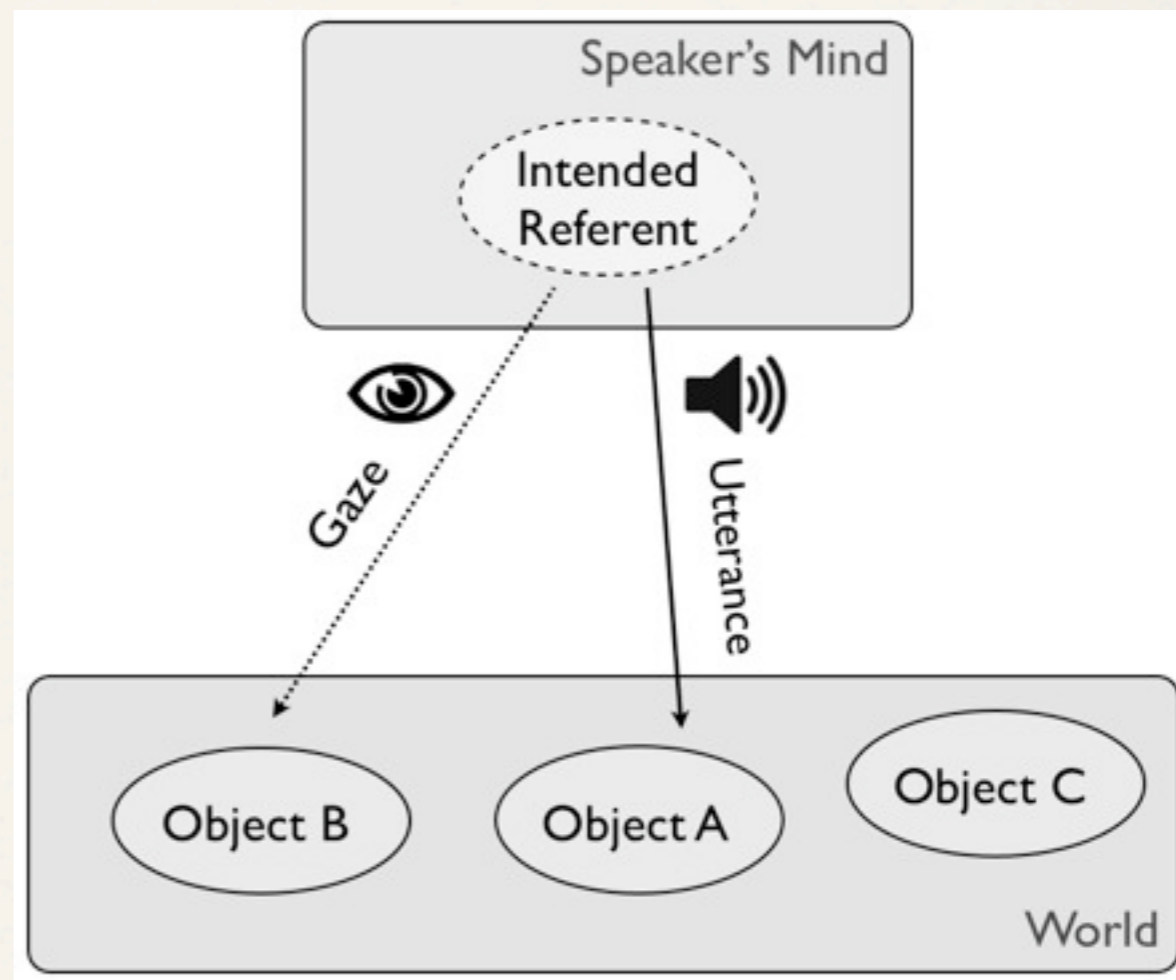 Speaker's Mind
Intended
Referent
Gaze
Utterance
Object B
Object A
Object C
World